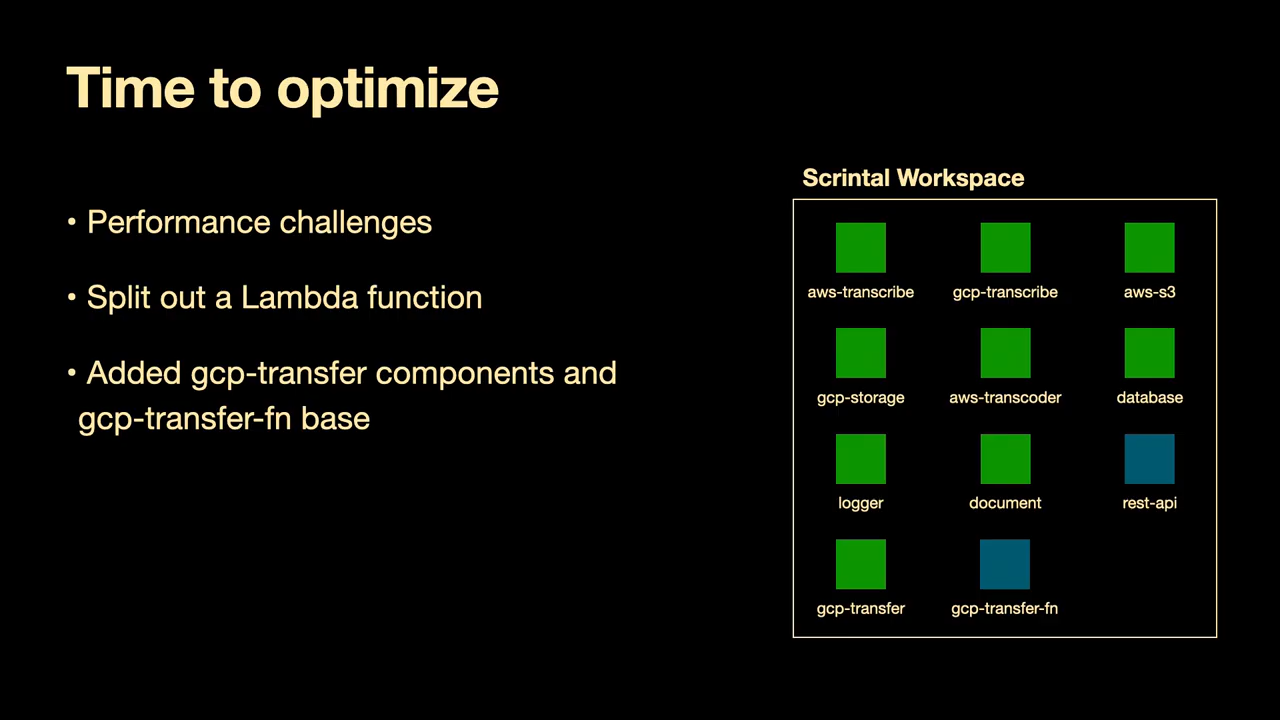 Time to optimize
• Performance challenges
• Split out a Lambda function
• Added gcp-transfer components and
gcp-transfer-fn base
Scrintal Workspace
aws-transcribe gcp-transcribe aws-s3
gcp-storage aws-transcoder database
logger document rest-api
gcp-transfer gcp-transfer-fn